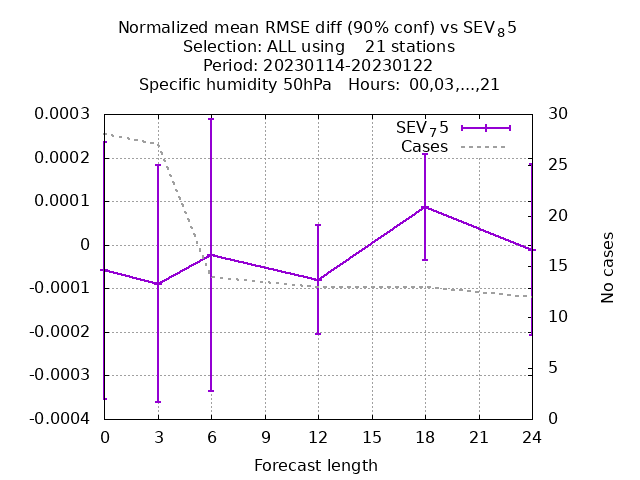 Normalized mean RMSE diff (90% conf) vs SEV₈5
Selection: ALL using    21 stations
Period: 20230114-20230122
Specific humidity 50hPa   Hours: 00,03,...,21
0.0003
0.0002
0.0001
0
-0.0001
-0.0002
-0.0003
-0.0004
SEV₇5
Cases
30
25
20
15
10
5
0
No cases
0 3 6 9 12 15 18 21 24
Forecast length